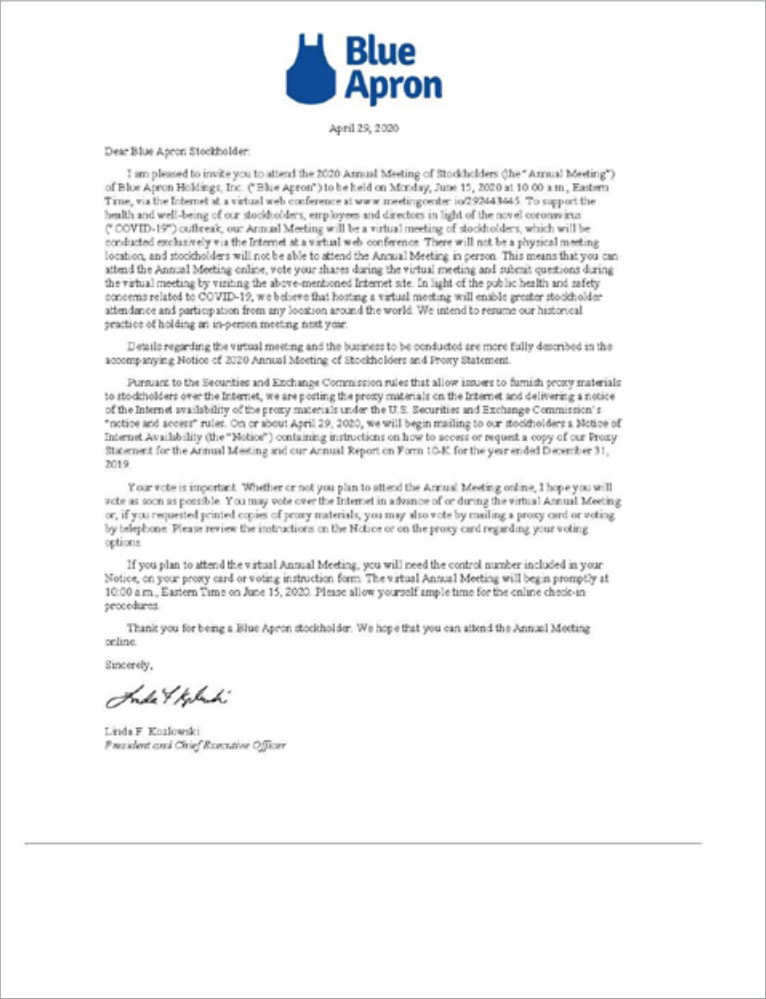 Blue
Apron
April 29, 2020
Dear Blue Apron Stockholder:
I am pleased to invite you to attend the 2020 Annual Meeting of Stockholders (the "Annual Meeting")
of Blue Apron Holdings, Inc. ("Blue Apron") to be held on Monday, June 15, 2020 at 10:00 a.m., Eastern
Time, via the Internet at a virtual web conference at www.meetingcenter.io/292443445. To support the
health and well-being of our stockholders, employees and directors in light of the novel coronavirus
("COVID-19") outbreak, our Annual Meeting will be a virtual meeting of stockholders, which will be
conducted exclusively via the Internet at a virtual web conference. There will not be a physical meeting
location, and stockholders will not be able to attend the Annual Meeting in person. This means that you can
attend the Annual Meeting online, vote your shares during the virtual meeting and submit questions during
the virtual meeting by visiting the above-mentioned Internet site. In light of the public health and safety
concerns related to COVID-19, we believe that hosting a virtual meeting will enable greater stockholder
attendance and participation from any location around the world. We intend to resume our historical
practice of holding an in-person meeting next year.
Details regarding the virtual meeting and the business to be conducted are more fully described in the
accompanying Notice of 2020 Annual Meeting of Stockholders and Proxy Statement.
Pursuant to the Securities and Exchange Commission rules that allow issuers to furnish proxy materials
to stockholders over the Internet, we are posting the proxy materials on the Internet and delivering a notice
of the Internet availability of the proxy materials under the U.S. Securities and Exchange Commission's
"notice and access" rules. On or about April 29, 2020, we will begin mailing to our stockholders a Notice of
Internet Availability (the "Notice") containing instructions on how to access or request a copy of our Proxy
Statement for the Annual Meeting and our Annual Report on Form 10-K for the year ended December 31,
2019.
Your vote is important. Whether or not you plan to attend the Annual Meeting online, I hope you will
vote as soon as possible. You may vote over the Internet in advance of or during the virtual Annual Meeting
or, if you requested printed copies of proxy materials, you may also vote by mailing a proxy card or voting
by telephone. Please review the instructions on the Notice or on the proxy card regarding your voting
options.
If you plan to attend the virtual Annual Meeting, you will need the control number included in your
Notice, on your proxy card or voting instruction form. The virtual Annual Meeting will begin promptly at
10:00 a.m., Eastern Time on June 15, 2020. Please allow yourself ample time for the online check-in
procedures.
Thank you for being a Blue Apron stockholder. We hope that you can attend the Annual Meeting
online.
Sincerely,
Linda F. Kozlowski
Linda F. Kozlowski
President and Chief Executive Officer